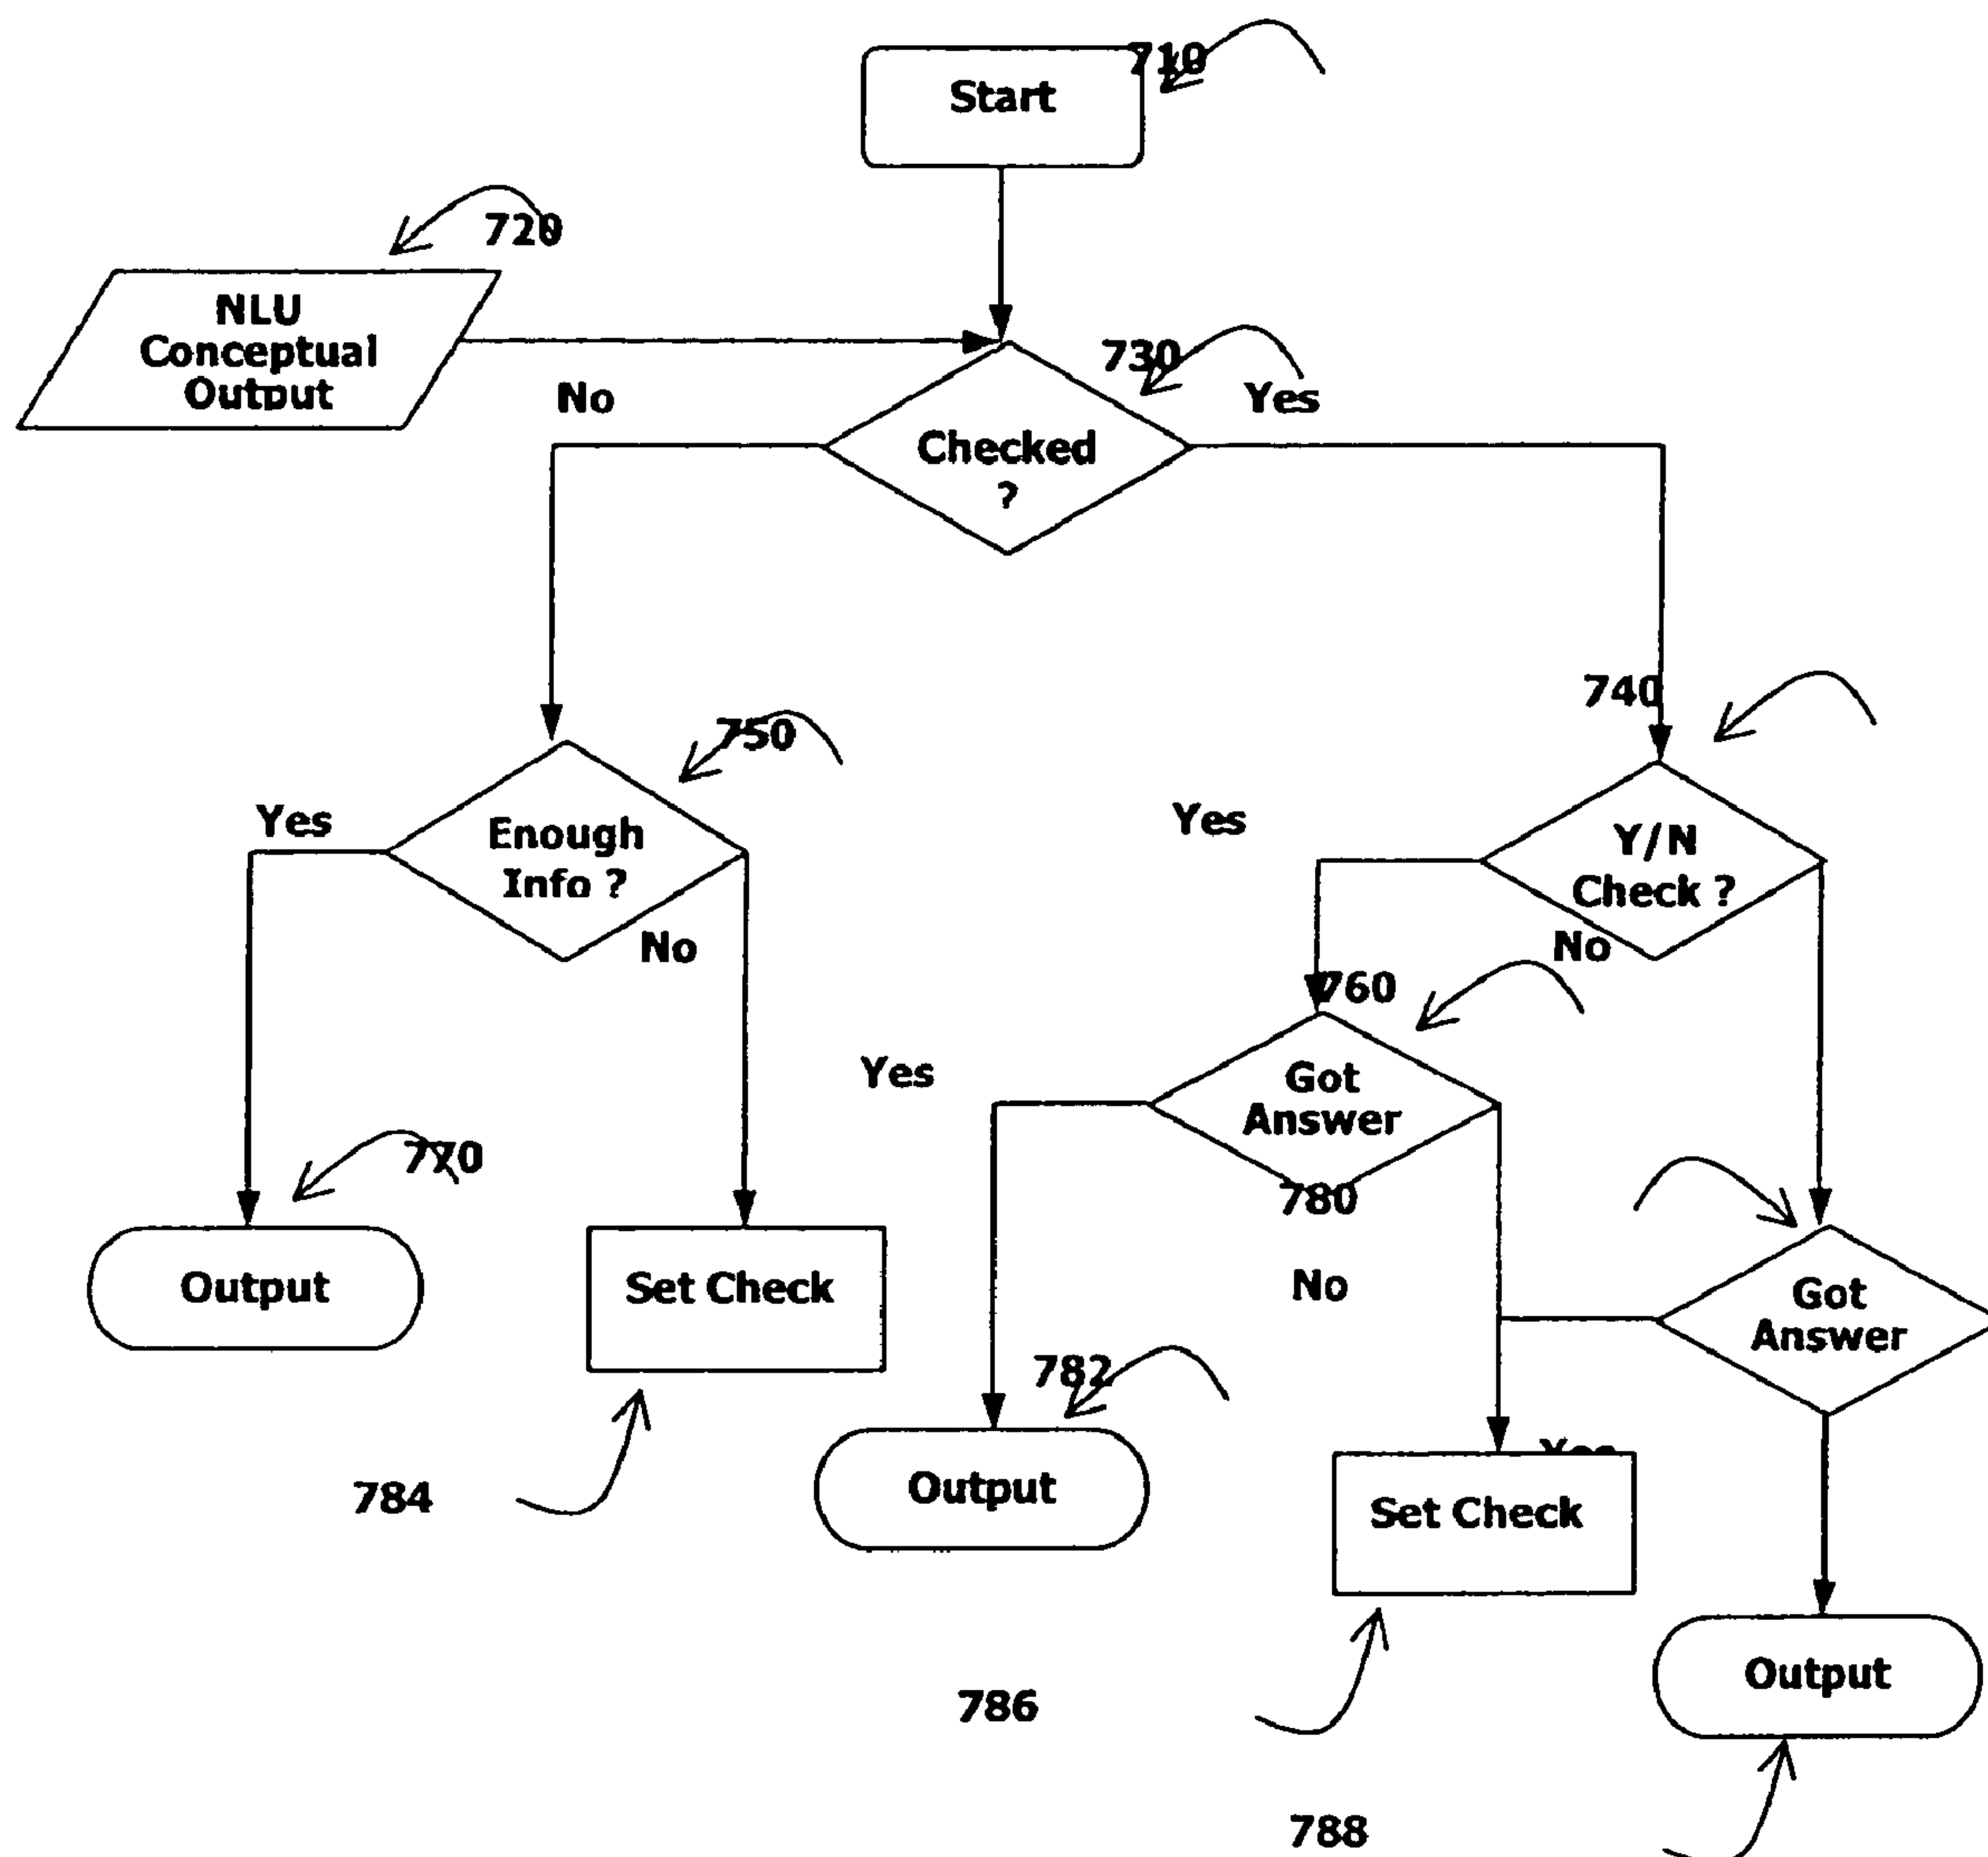 710
Start
720
NLU
Conceptual
Output
730
No
Yes
Checked
?
740
750
Yes
Enough
Info ?
No
Yes
Y/N
Check ?
No
760
Yes
Got
Answer
770
780
Output
Set Check
No
Got
Answer
782
784
Output
Yes
Set Check
786
Output
788